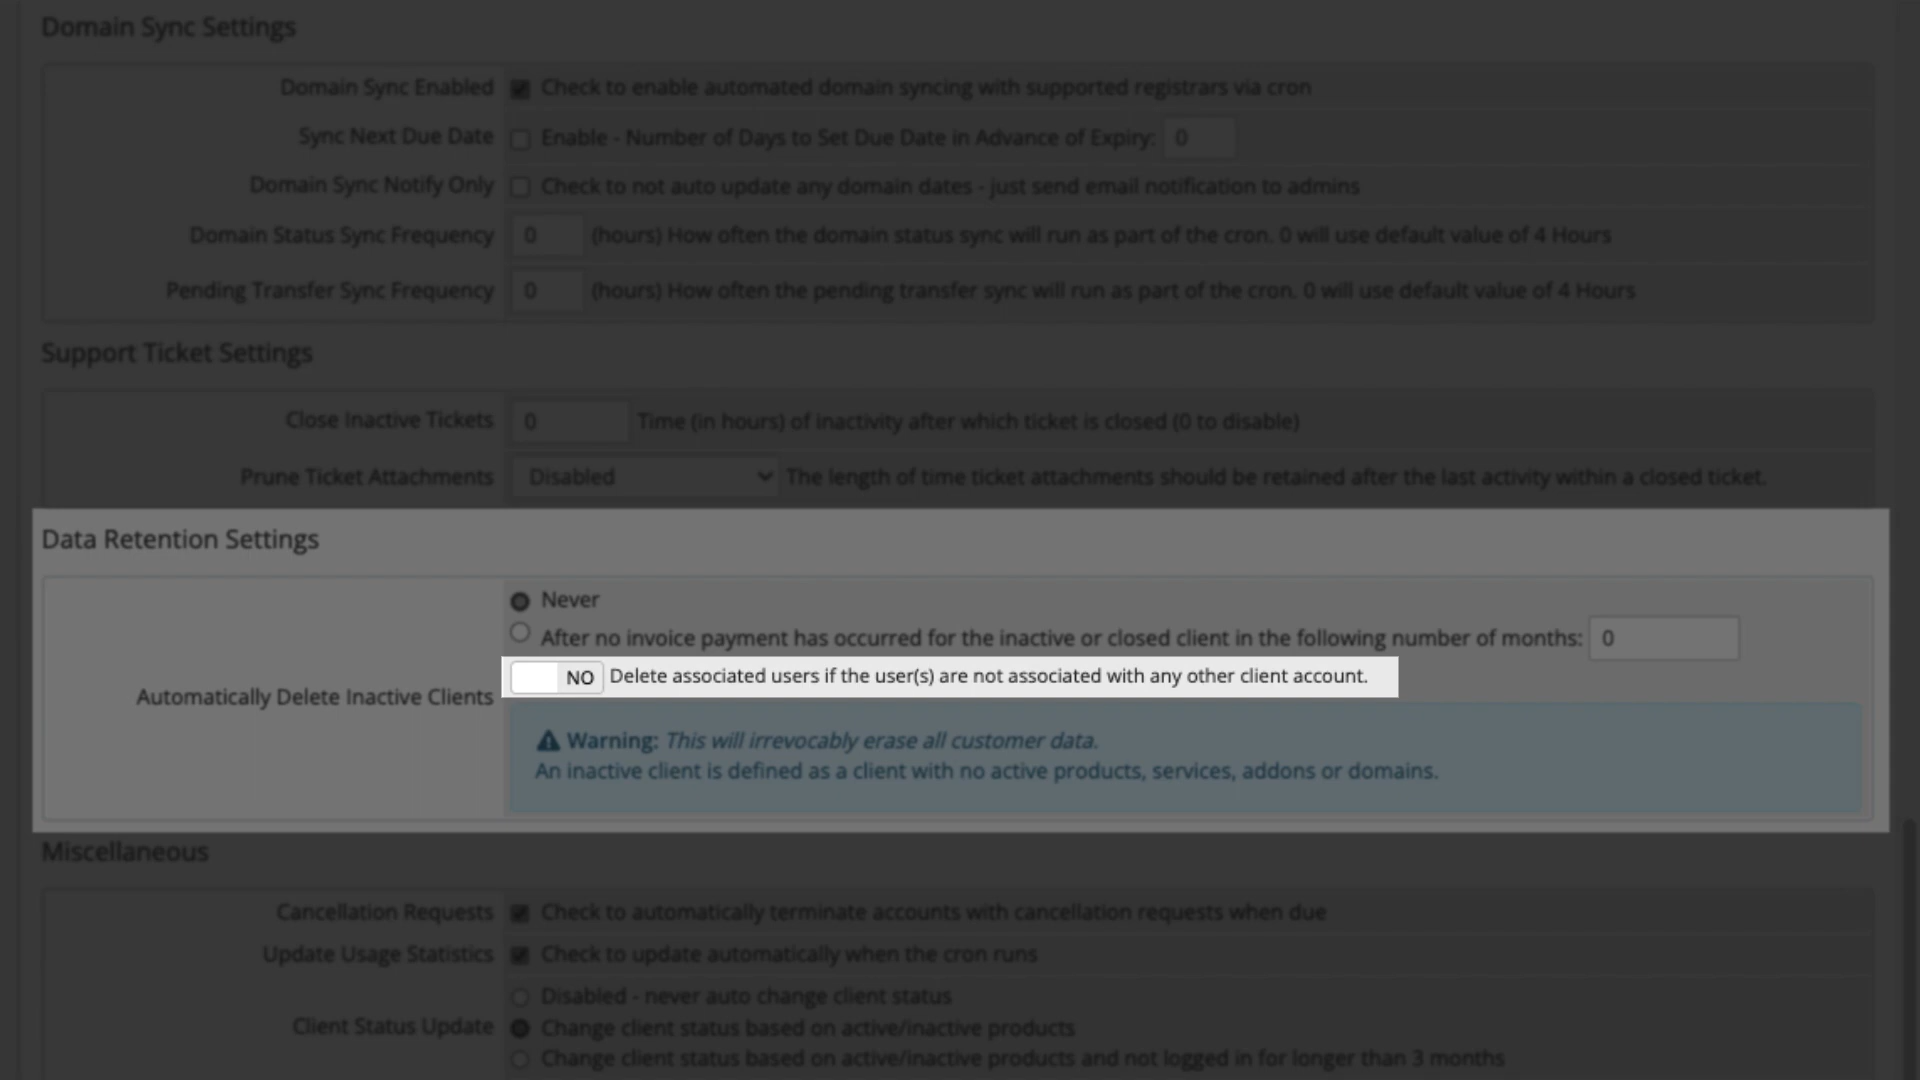 Domain Sync Settings
Domain Sync Enabled Check to enable automated domain syncing with supported registrars via cron
Sync Next Due Date Enable - Number of Days to Set Due Date in Advance of Expiry: 0
Domain Sync Notify Only Check to not auto update any domain dates - just send email notification to admins
Domain Status Sync Frequency 0 (hours) How often the domain status sync will run as part of the cron. 0 will use default value of 4 Hours
Pending Transfer Sync Frequency 0 (hours) How often the pending transfer sync will run as part of the cron. 0 will use default value of 4 Hours
Support Ticket Settings
Close Inactive Tickets 0 Time (in hours) of inactivity after which ticket is closed (0 to disable)
Prune Ticket Attachments Disabled The length of time ticket attachments should be retained after the last activity within a closed ticket.
Data Retention Settings
Never
After no invoice payment has occurred for the inactive or closed client in the following number of months: 0
NO Delete associated users if the user(s) are not associated with any other client account.
Automatically Delete Inactive Clients
Warning: This will irrevocably erase all customer data.
An inactive client is defined as a client with no active products, services, addons or domains.
Miscellaneous
Cancellation Requests Check to automatically terminate accounts with cancellation requests when due
Update Usage Statistics Check to update automatically when the cron runs
Disabled - never auto change client status
Client Status Update Change client status based on active/inactive products
Change client status based on active/inactive products and not logged in for longer than 3 months